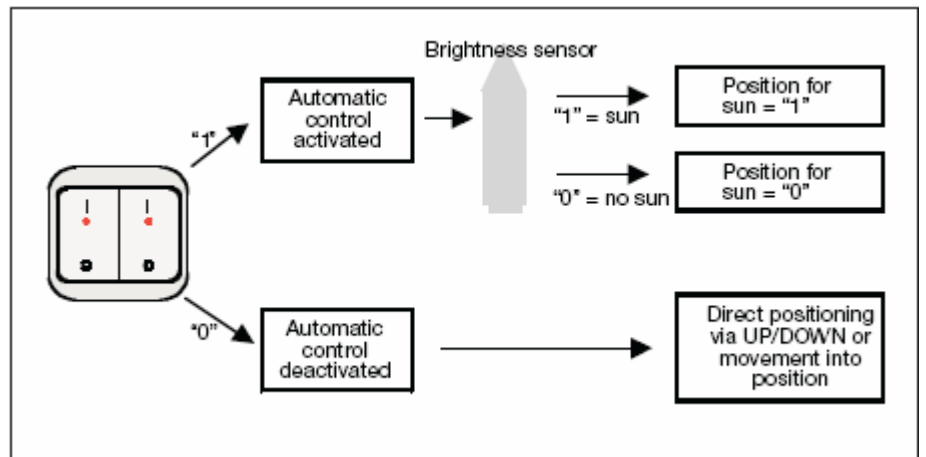 Brightness sensor
Automatic
control
activated
"1"
"1" = sun
Position for
sun = "1"
"0" = no sun
Position for
sun = "0"
I I
0
"0"
Automatic
control
deactivated
Direct positioning
via UP/DOWN or
movement into
position